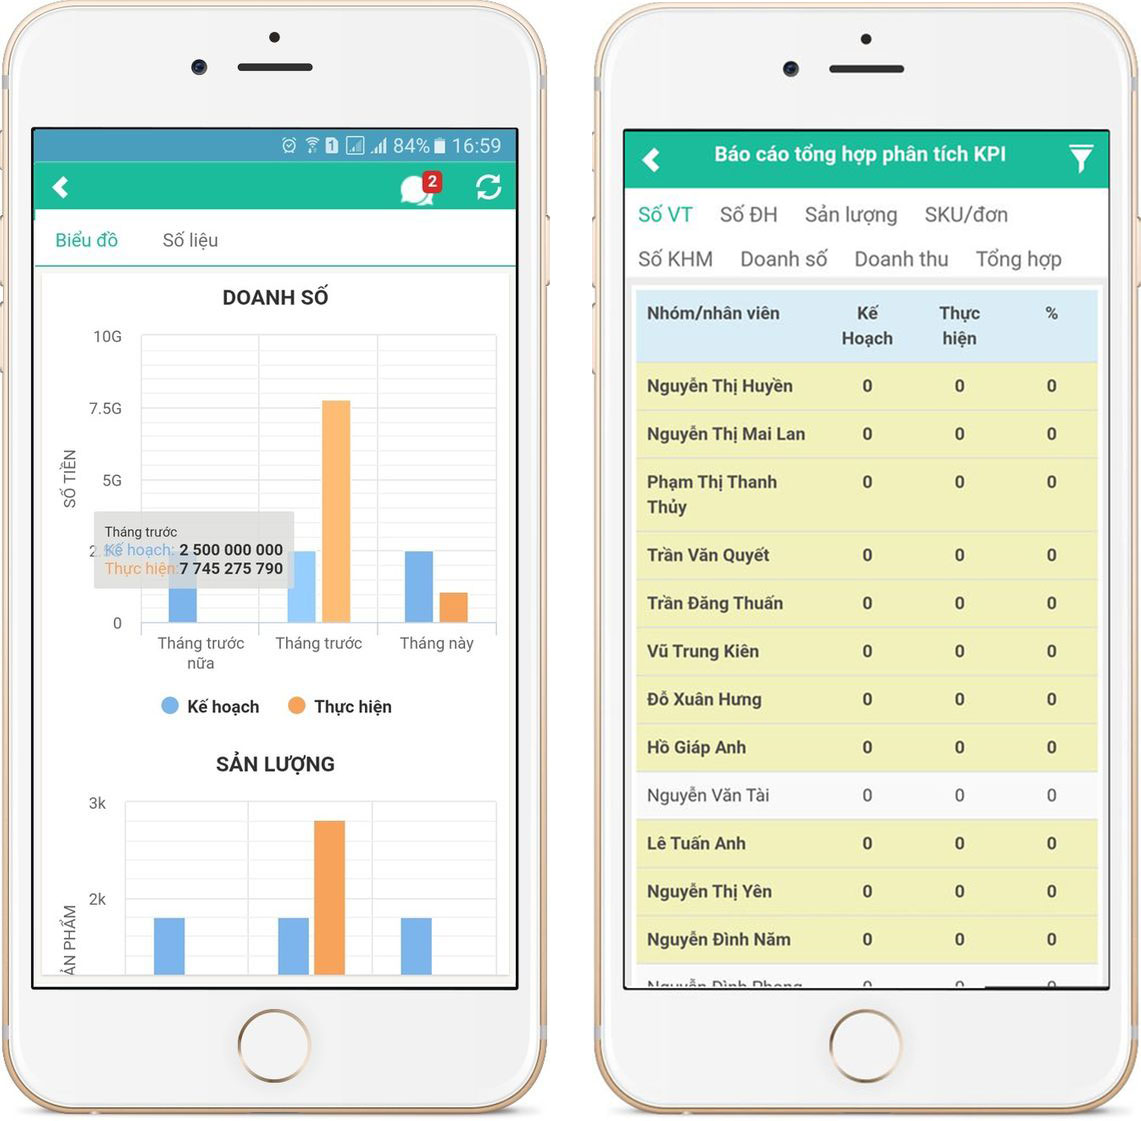 1 84% 16:59
2
Biểu đồ Số liệu
DOANH SỐ
10G
7.5G
5G
SỐ TIỀN
Tháng trước
Kế hoạch: 2 500 000 000
Thực hiện:7 745 275 790
0
Tháng trước nữa Tháng trước Tháng này
Kế hoạch Thực hiện
SẢN LƯỢNG
3k
2k
ẢN PHẨM
Báo cáo tổng hợp phân tích KPI
Số VT Số ĐH Sản lượng SKU/đơn
Số KHM Doanh số Doanh thu Tổng hợp
Nhóm/nhân viên Kế Hoạch Thực hiện %
Nguyễn Thị Huyền 0 0 0
Nguyễn Thị Mai Lan 0 0 0
Phạm Thị Thanh Thủy 0 0 0
Trần Văn Quyết 0 0 0
Trần Đăng Thuấn 0 0 0
Vũ Trung Kiên 0 0 0
Đỗ Xuân Hưng 0 0 0
Hồ Giáp Anh 0 0 0
Nguyễn Văn Tài 0 0 0
Lê Tuấn Anh 0 0 0
Nguyễn Thị Yên 0 0 0
Nguyễn Đình Năm 0 0 0
Nguyễn Đình Phong 0 0 0